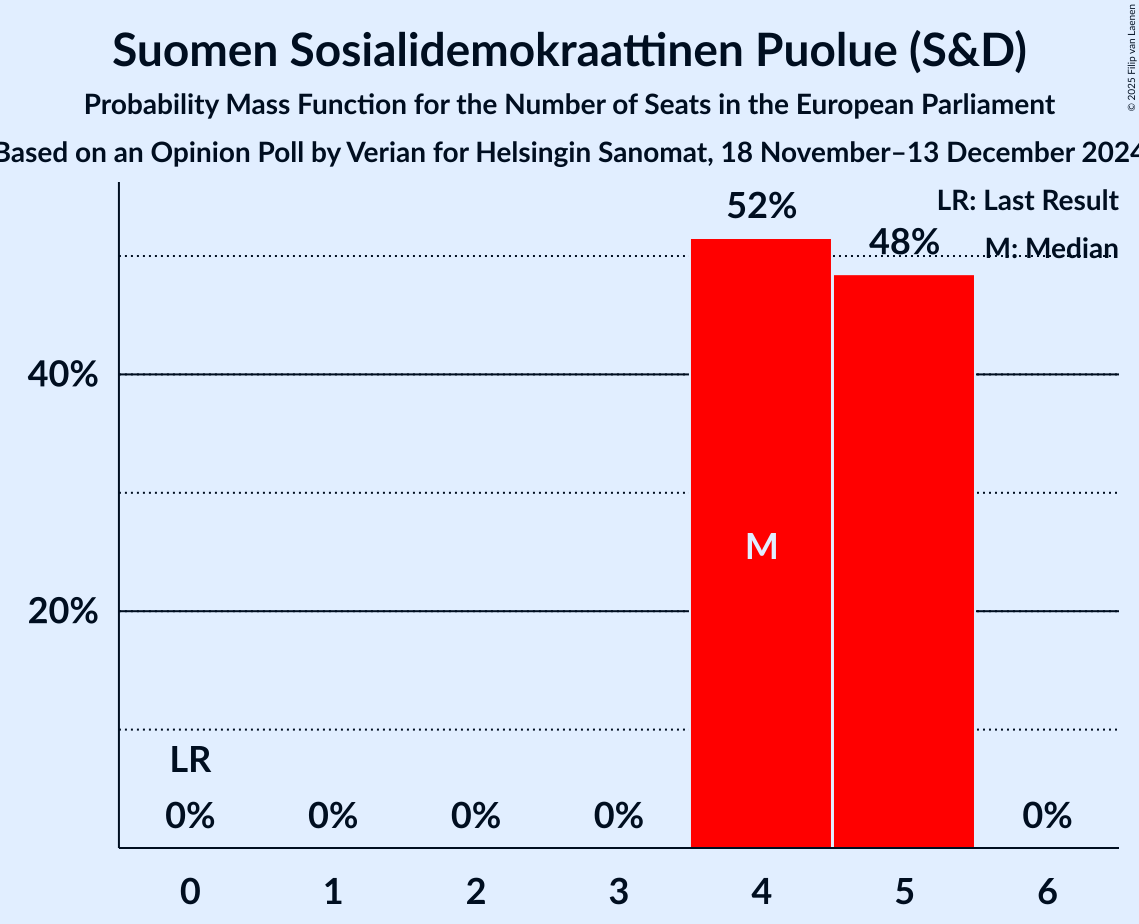 Suomen Sosialidemokraattinen Puolue (S&D)
Probability Mass Function for the Number of Seats in the European Parliament
Based on an Opinion Poll by Verian for Helsingin Sanomat, 18 November–13 December 2024
© 2025 Filip van Laenen
LR: Last Result
M: Median
52%
48%
40%
M
20%
LR
0% 0% 0% 0% 0%
0 1 2 3 4 5 6